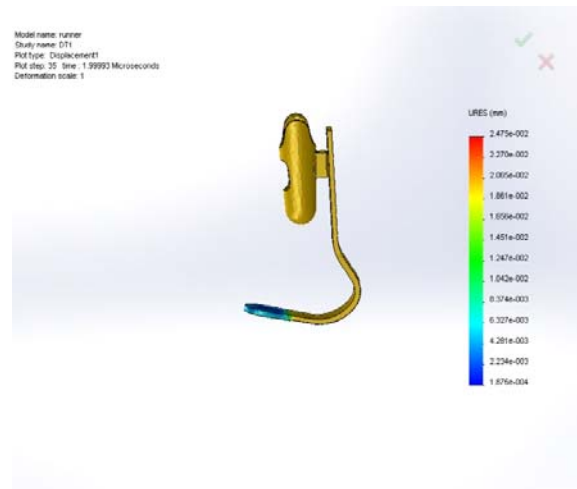 Model name: runner
Study name: DT1
Plot type: Displacement1
Plot step: 35 time : 1.99993 Microseconds
Deformation scale: 1
URES (mm)
2.475e-002
2.270e-002
2.065e-002
1.861e-002
1.656e-002
1.451e-002
1.247e-002
1.042e-002
8.374e-003
6.327e-003
4.281e-003
2.234e-003
1.876e-004